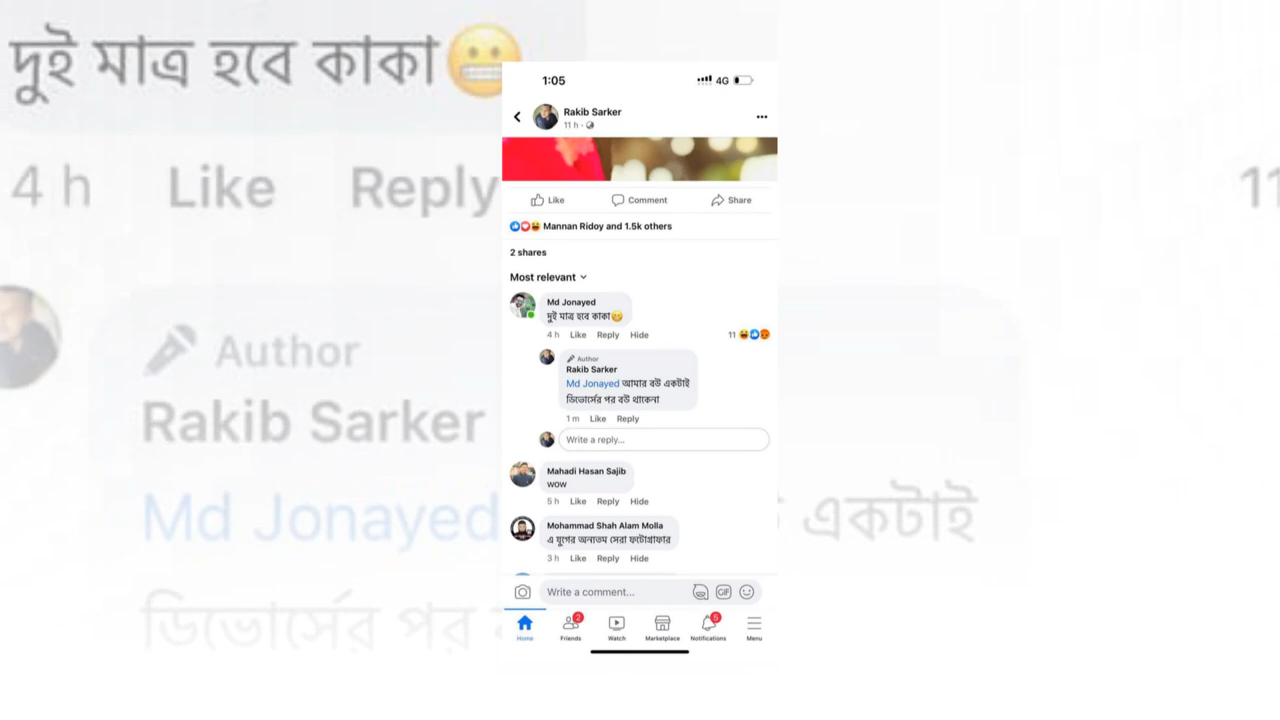 দুই মাত্র হবে কাকা😬
4 h Like Reply
11
Author
Rakib Sarker
Md Jonayed
একটাই
ডিভোর্সের পর
1:05
4G
Rakib Sarker
11 h ·
Like Comment Share
Mannan Ridoy and 1.5k others
2 shares
Most relevant
Md Jonayed
দুই মাত্র হবে কাকা😬
4 h Like Reply Hide
11
Author
Rakib Sarker
Md Jonayed আমার বউ একটাই
ডিভোর্সের পর বউ থাকেনা
1 m Like Reply
Write a reply...
Mahadi Hasan Sajib
wow
5 h Like Reply Hide
Mohammad Shah Alam Molla
এ যুগের অন্যতম সেরা ফটোগ্রাফার
3 h Like Reply Hide
Write a comment...
GIF
2
5
Home Friends Watch Marketplace Notifications Menu